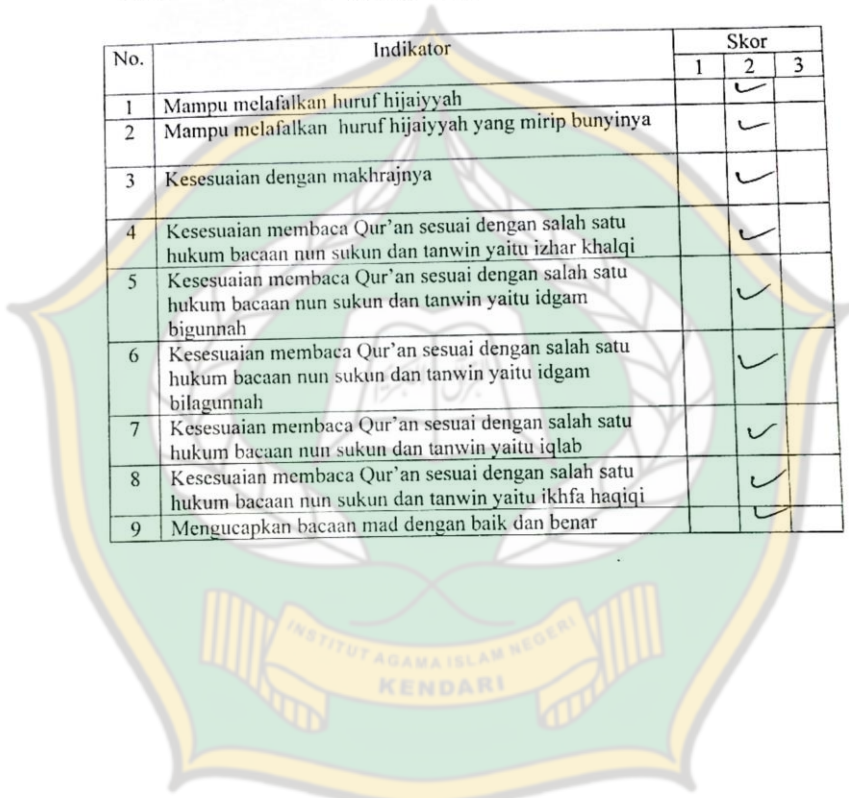 No. Indikator Skor
1 2 3
1 Mampu melafalkan huruf hijaiyyah ✓
2 Mampu melafalkan huruf hijaiyyah yang mirip bunyinya ✓
3 Kesesuaian dengan makhrajnya ✓
4 Kesesuaian membaca Qur'an sesuai dengan salah satu ✓
hukum bacaan nun sukun dan tanwin yaitu izhar khalqi
5 Kesesuaian membaca Qur'an sesuai dengan salah satu ✓
hukum bacaan nun sukun dan tanwin yaitu idgam
bigunnah
6 Kesesuaian membaca Qur'an sesuai dengan salah satu ✓
hukum bacaan nun sukun dan tanwin yaitu idgam
bilagunnah
7 Kesesuaian membaca Qur'an sesuai dengan salah satu ✓
hukum bacaan nun sukun dan tanwin yaitu iqlab
8 Kesesuaian membaca Qur'an sesuai dengan salah satu ✓
hukum bacaan nun sukun dan tanwin yaitu ikhfa haqiqi
9 Mengucapkan bacaan mad dengan baik dan benar ✓
INSTITUT AGAMA ISLAM NEGERI
KENDARI